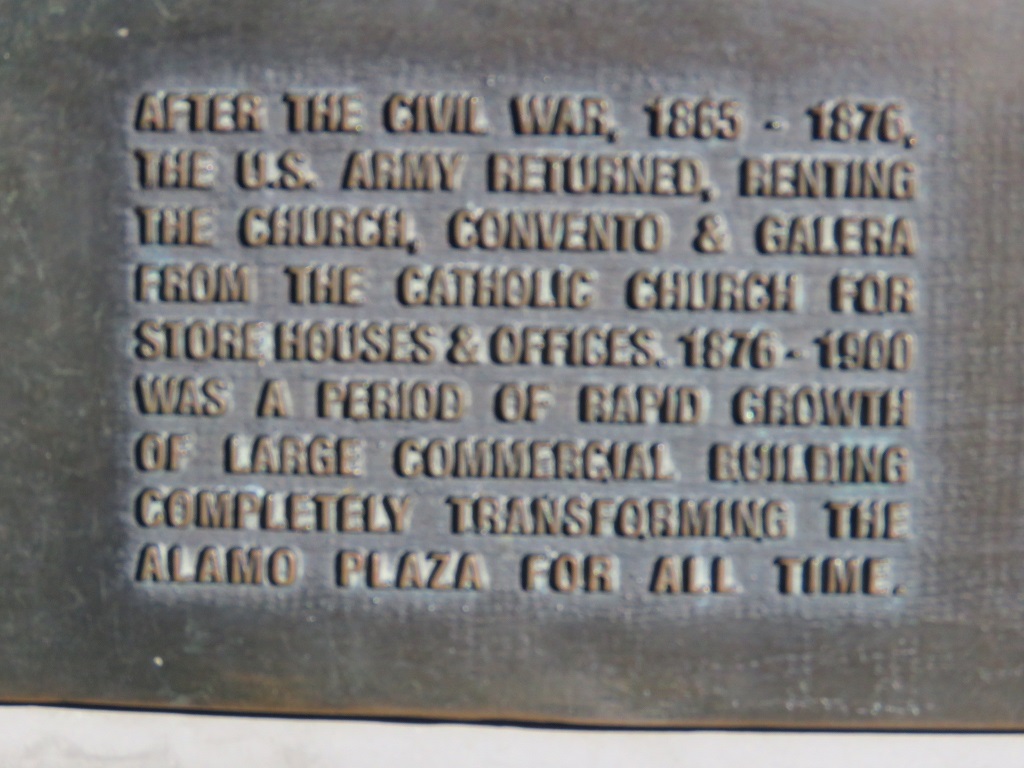 AFTER THE CIVIL WAR, 1865 - 1876,
THE U.S. ARMY RETURNED, RENTING
THE CHURCH, CONVENTO & GALERA
FROM THE CATHOLIC CHURCH FOR
STORE HOUSES & OFFICES. 1876 - 1900
WAS A PERIOD OF RAPID GROWTH
OF LARGE COMMERCIAL BUILDING
COMPLETELY TRANSFORMING THE
ALAMO PLAZA FOR ALL TIME.